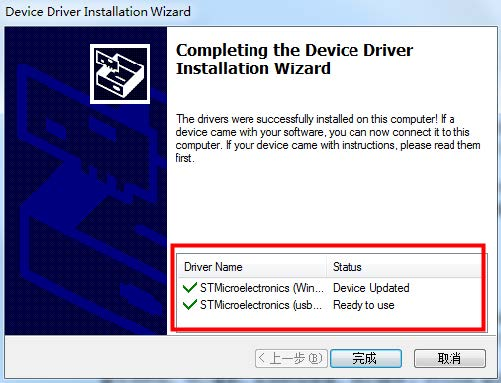 Device Driver Installation Wizard
Completing the Device Driver
Installation Wizard
The drivers were successfully installed on this computer! If a
device came with your software, you can now connect it to this
computer. If your device came with instructions, please read them
first.
Driver Name Status
STMicroelectronics (Win... Device Updated
STMicroelectronics (usb... Ready to use
< 上一步 (B) 完成 取消